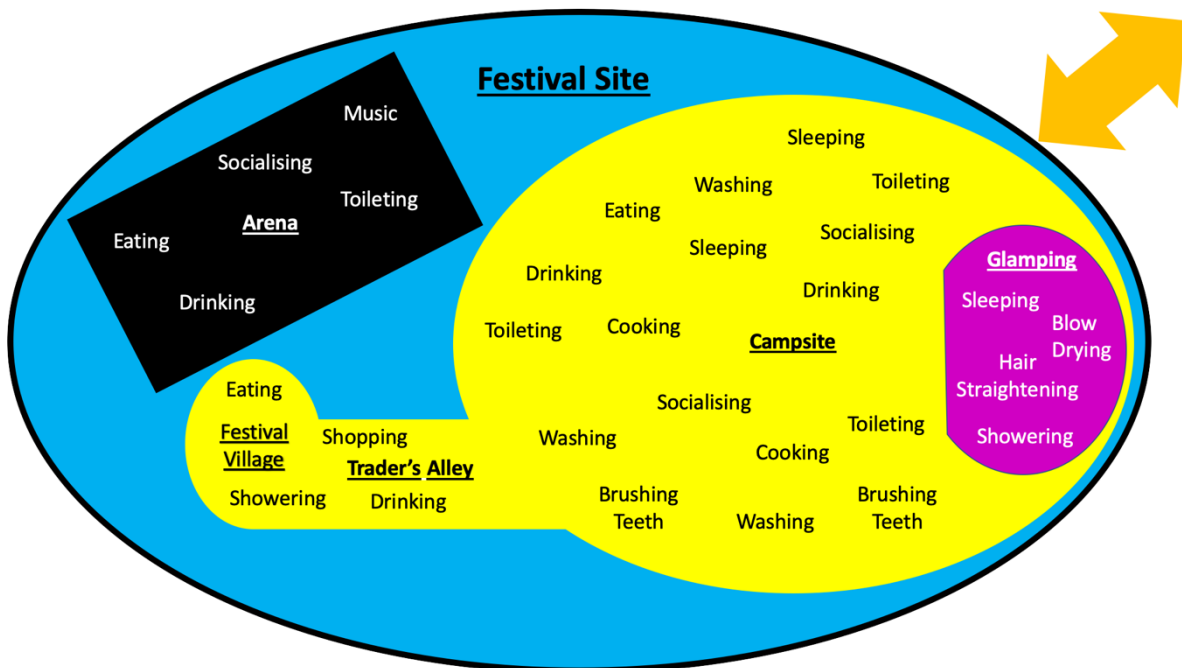 Festival Site
Music
Socialising
Toileting
Arena
Eating
Drinking
Sleeping
Washing
Toileting
Eating
Socialising
Sleeping
Drinking
Drinking
Toileting
Cooking
Campsite
Socialising
Toileting
Washing
Cooking
Brushing
Teeth
Washing
Brushing
Teeth
Glamping
Sleeping
Blow
Drying
Hair
Straightening
Showering
Eating
Festival
Village
Showering
Shopping
Trader's Alley
Drinking